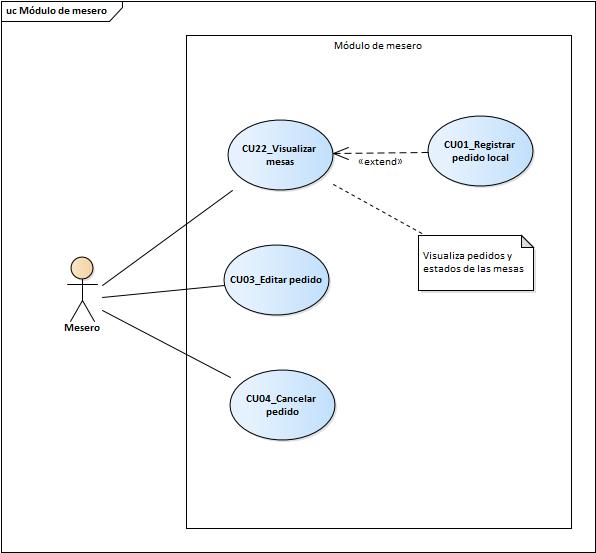 uc Módulo de mesero
Módulo de mesero
CU22_Visualizar
mesas
«extend»
CU01_Registrar
pedido local
Visualiza pedidos y
estados de las mesas
CU03_Editar pedido
Mesero
CU04_Cancelar
pedido